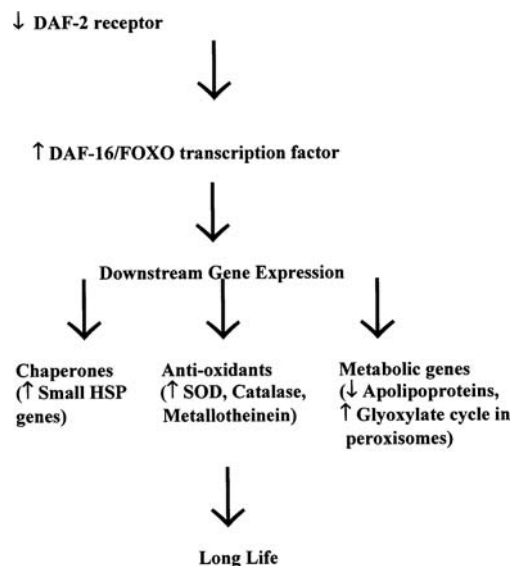 ↓ DAF-2 receptor
↑ DAF-16/FOXO transcription factor
Downstream Gene Expression
Chaperones
(↑ Small HSP
genes)
Anti-oxidants
(↑ SOD, Catalase,
Metallotheinein)
Metabolic genes
(↓ Apolipoproteins,
↑ Glyoxylate cycle in
peroxisomes)
Long Life